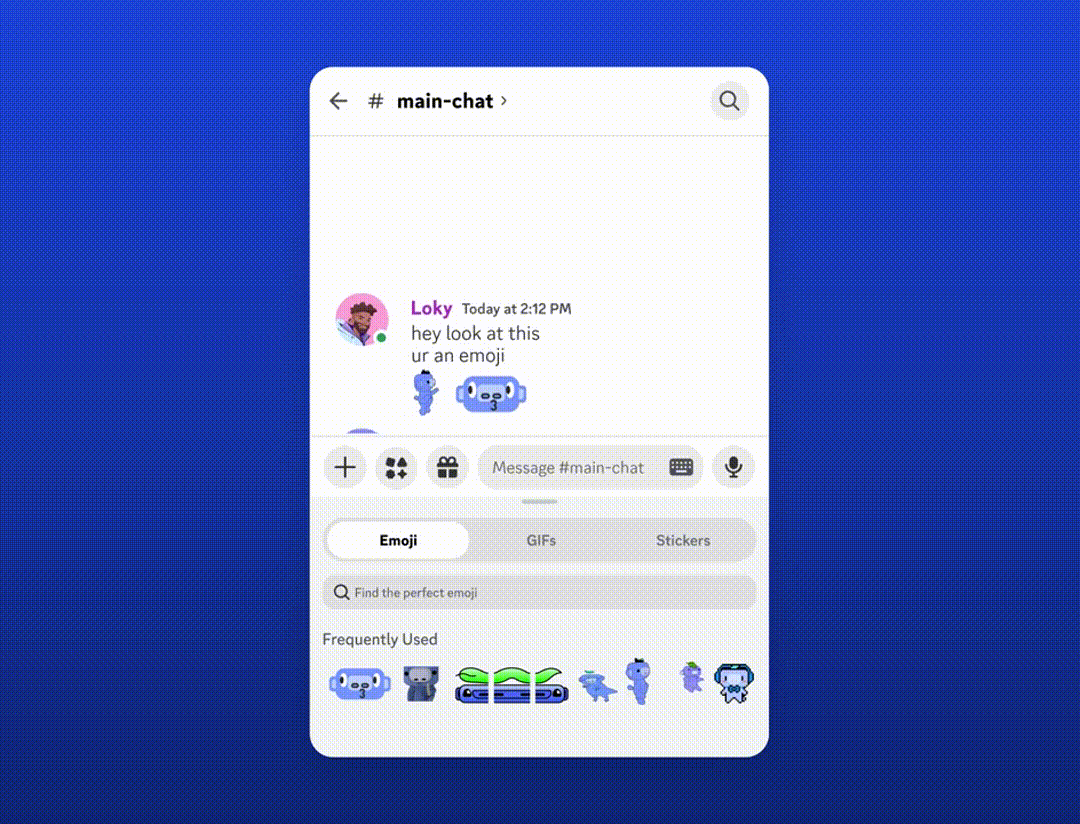 # main-chat
Loky Today at 2:12 PM
hey look at this
ur an emoji
3
Message #main-chat
Emoji GIFs Stickers
Find the perfect emoji
Frequently Used
3